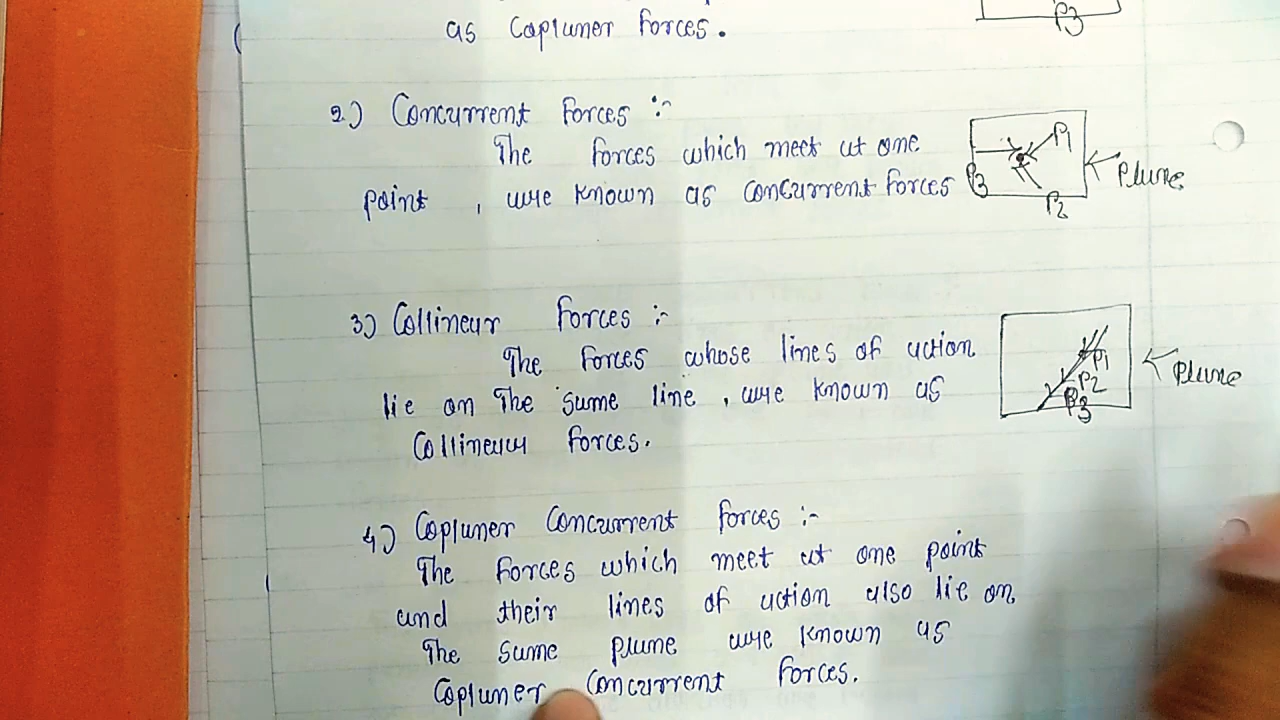 as Coplaner Forces.
P3
2) Concurrent Forces :-
The Forces which meet at one
point , are known as concurrent Forces
P1
P3
P2
Plane
3) Collinear Forces :-
The Forces whose lines of action
lie on The same line , are known as
Collinear Forces.
P1
P2
P3
Plane
4) Coplaner Concurrent Forces :-
The Forces which meet at one point
and their lines of action also lie on
The same plane are known as
Coplaner Concurrent Forces.